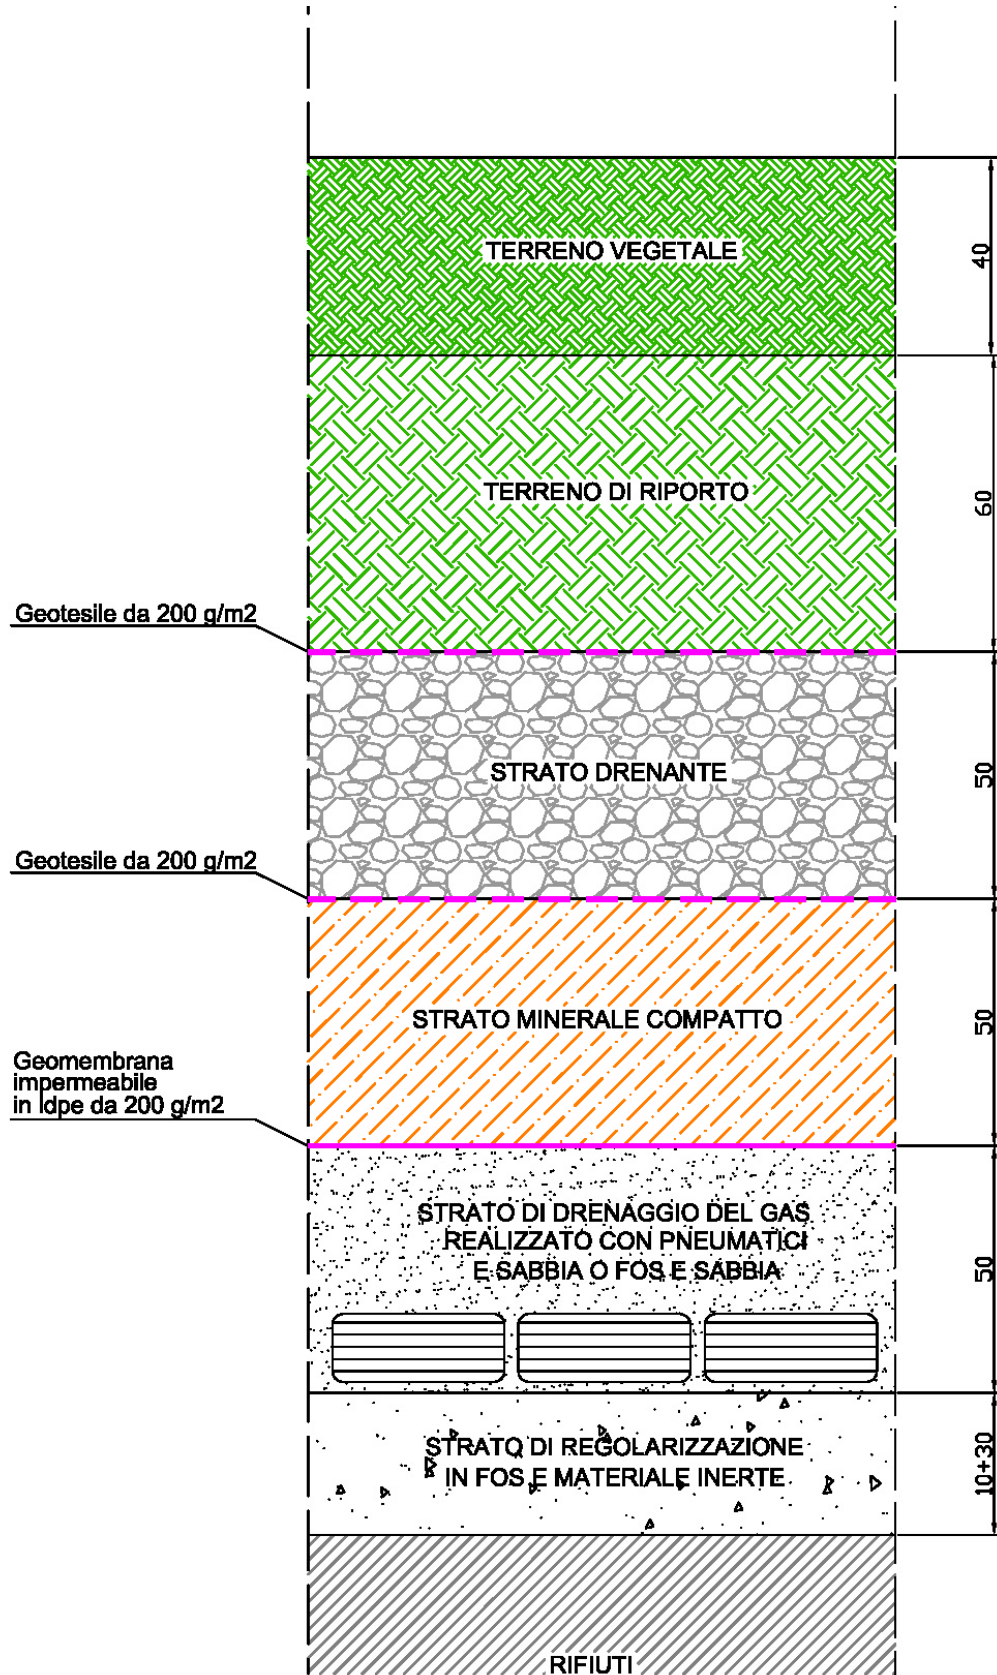 TERRENO VEGETALE
40
TERRENO DI RIPORTO
60
Geotesile da 200 g/m2
STRATO DRENANTE
50
Geotesile da 200 g/m2
STRATO MINERALE COMPATTO
50
Geomembrana
impermeabile
in ldpe da 200 g/m2
STRATO DI DRENAGGIO DEL GAS
REALIZZATO CON PNEUMATICI
E SABBIA O FOS E SABBIA
50
STRATO DI REGOLARIZZAZIONE
IN FOS E MATERIALE INERTE
10+30
RIFIUTI